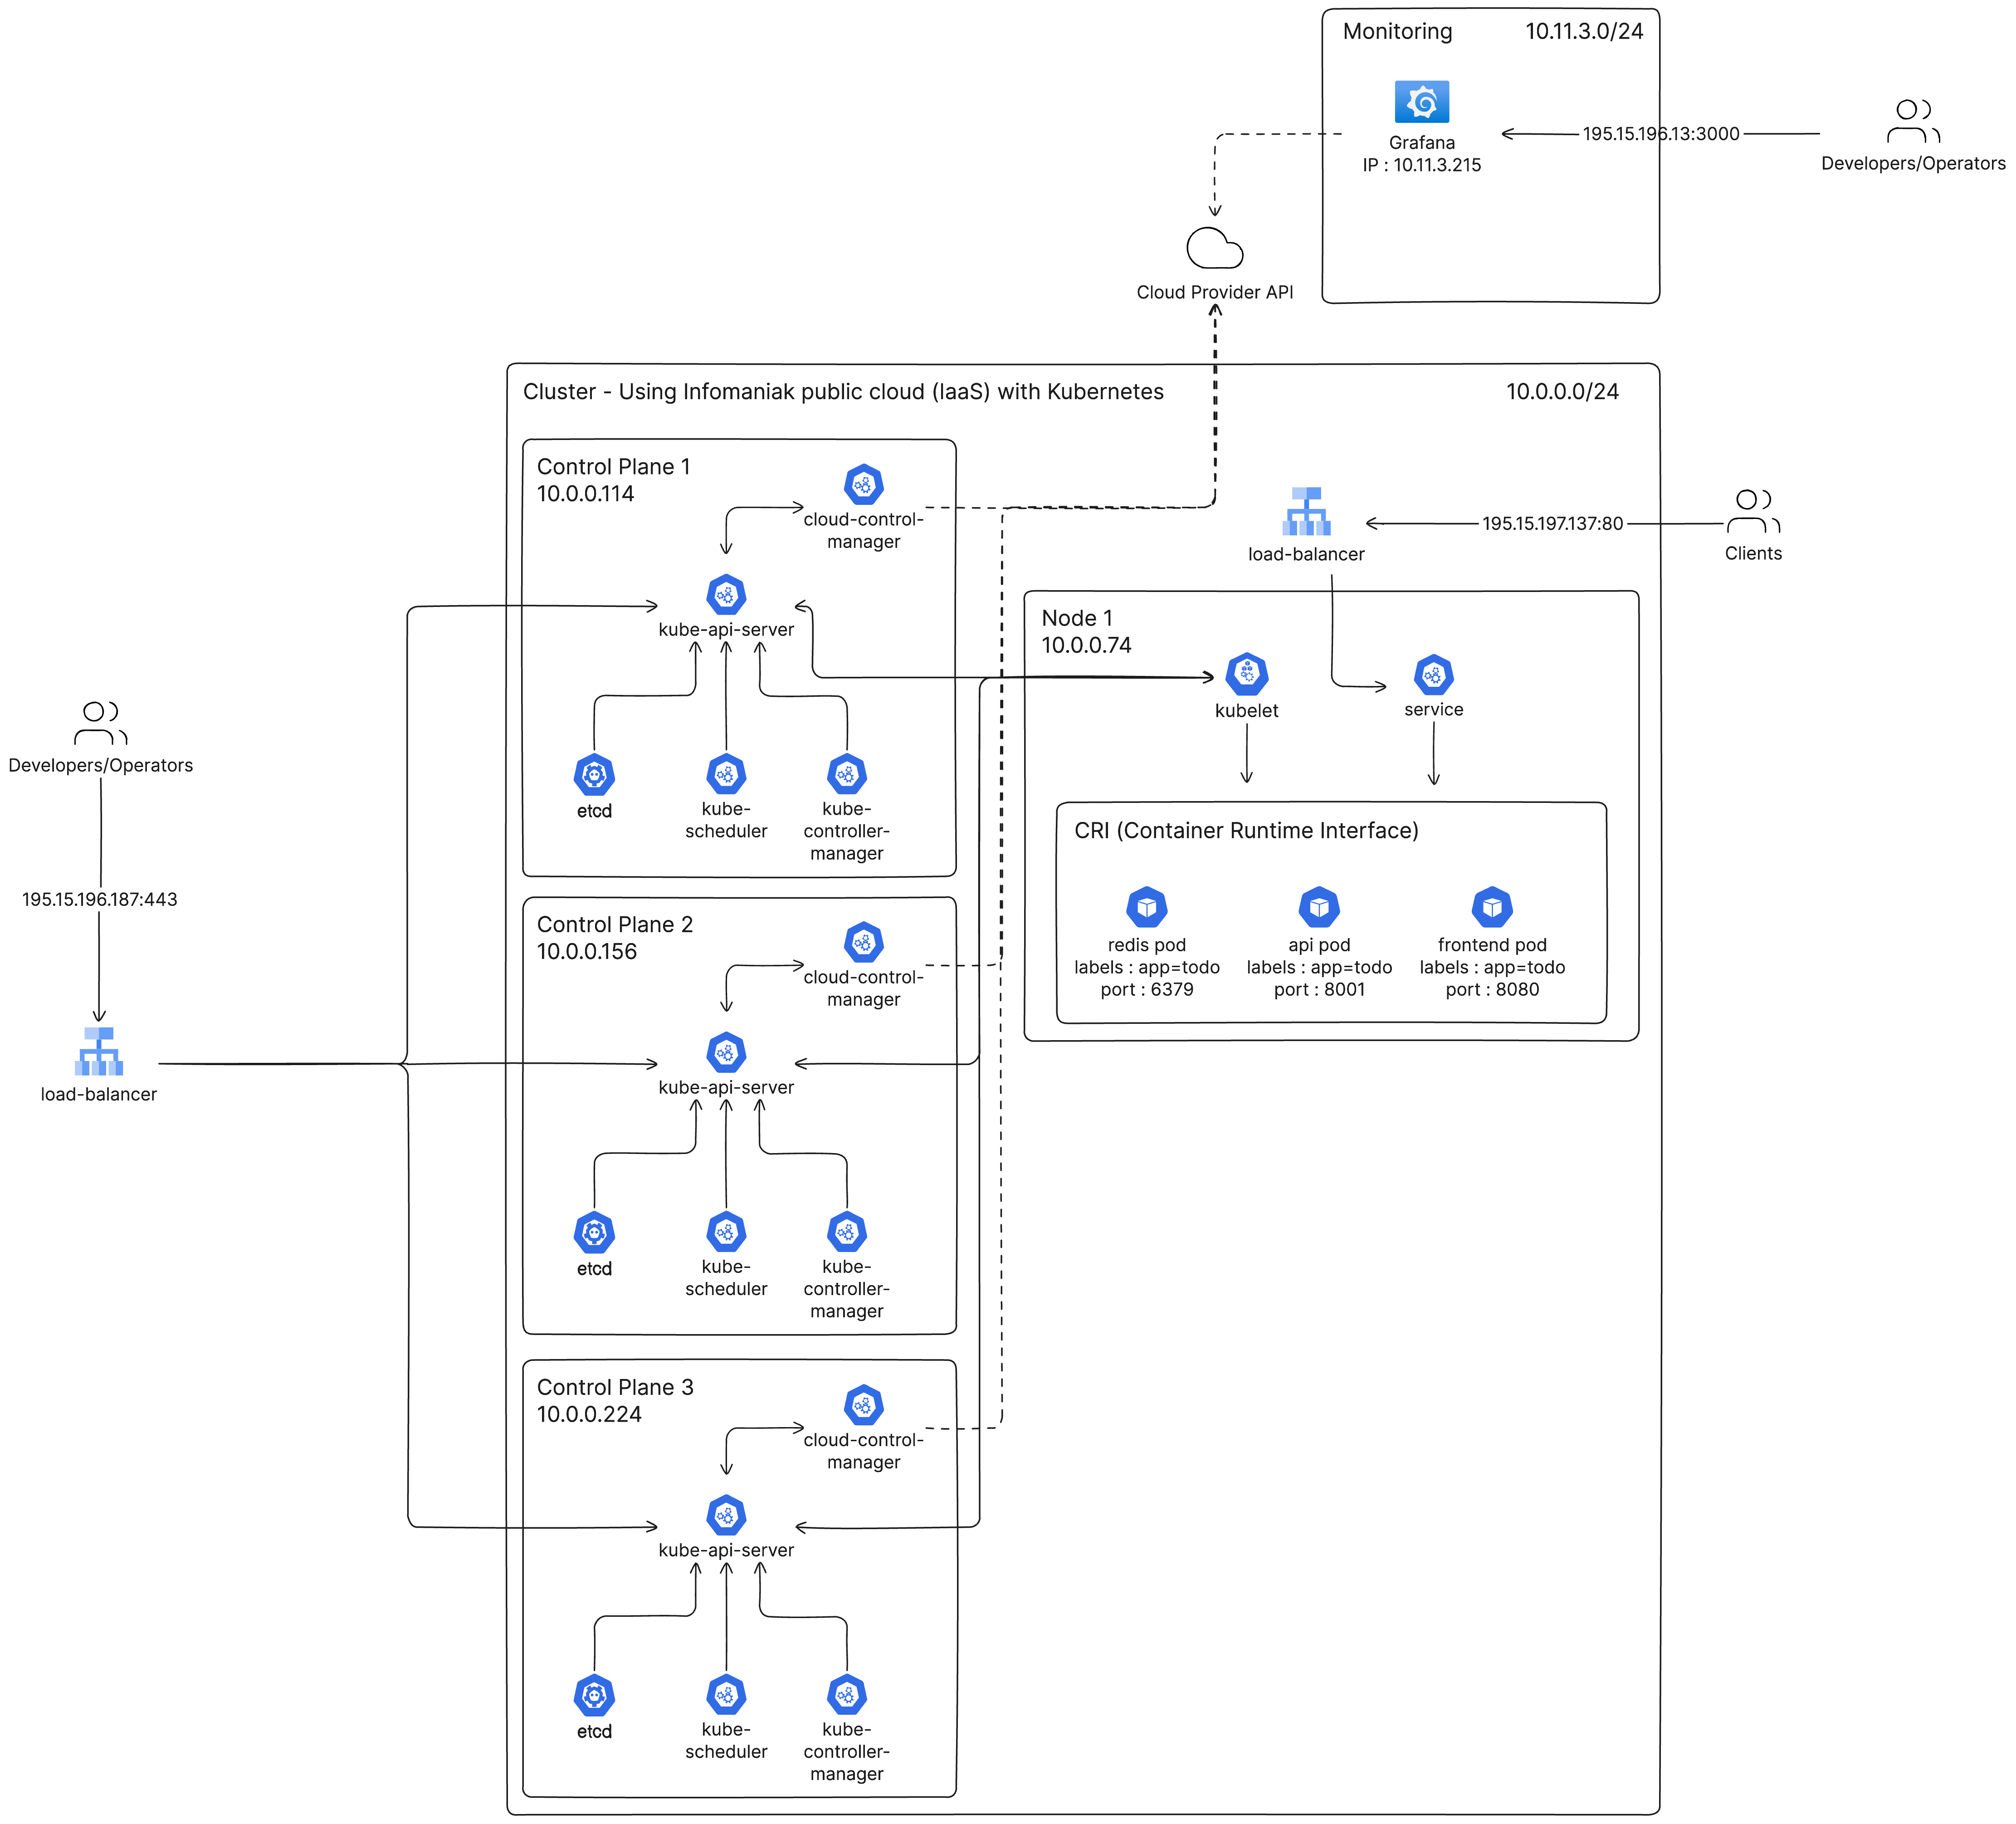 Monitoring
10.11.3.0/24
Grafana
IP : 10.11.3.215
195.15.196.13:3000
Developers/Operators
Cloud Provider API
Cluster - Using Infomaniak public cloud (IaaS) with Kubernetes
10.0.0.0/24
Control Plane 1
10.0.0.114
cloud-control-
manager
kube-api-server
etcd
kube-
scheduler
kube-
controller-
manager
load-balancer
195.15.197.137:80
Clients
Node 1
10.0.0.74
kubelet
service
CRI (Container Runtime Interface)
redis pod
labels : app=todo
port : 6379
api pod
labels : app=todo
port : 8001
frontend pod
labels : app=todo
port : 8080
Developers/Operators
195.15.196.187:443
load-balancer
Control Plane 2
10.0.0.156
cloud-control-
manager
kube-api-server
etcd
kube-
scheduler
kube-
controller-
manager
Control Plane 3
10.0.0.224
cloud-control-
manager
kube-api-server
etcd
kube-
scheduler
kube-
controller-
manager